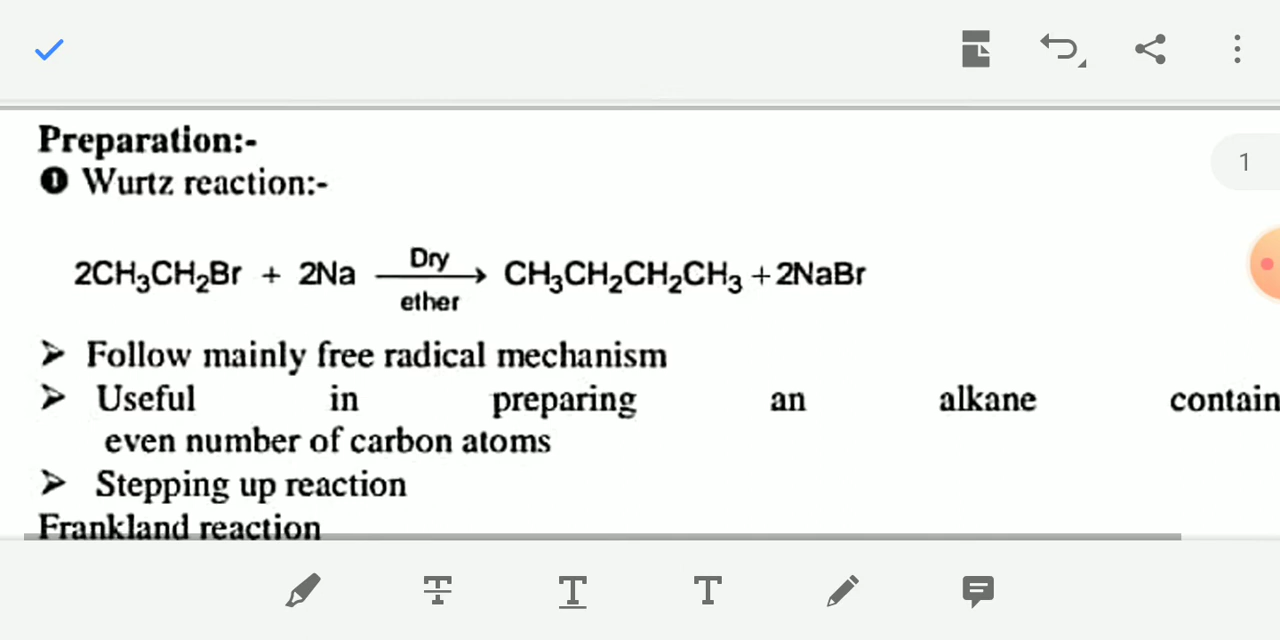 1
Preparation:-
❶ Wurtz reaction:-
2CH₃CH₂Br + 2Na Dry ether → CH₃CH₂CH₂CH₃ + 2NaBr
➤ Follow mainly free radical mechanism
➤ Useful in preparing an alkane contain
even number of carbon atoms
➤ Stepping up reaction
Frankland reaction